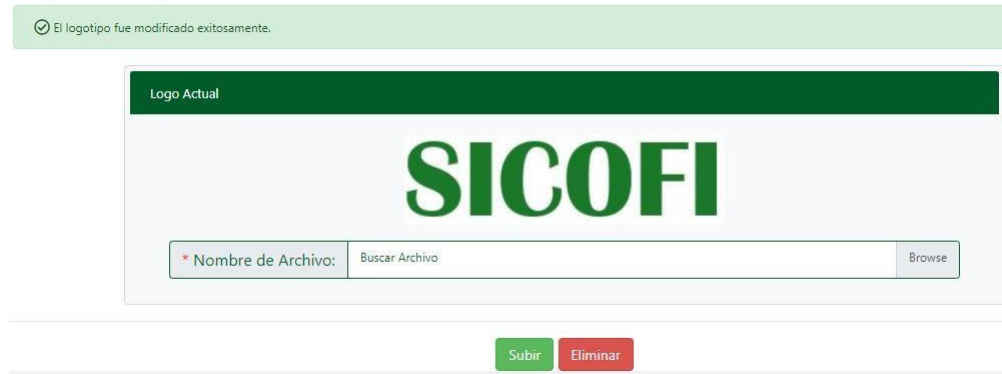 El logotipo fue modificado exitosamente.
Logo Actual
SICOFI
* Nombre de Archivo: Buscar Archivo Browse
Subir Eliminar